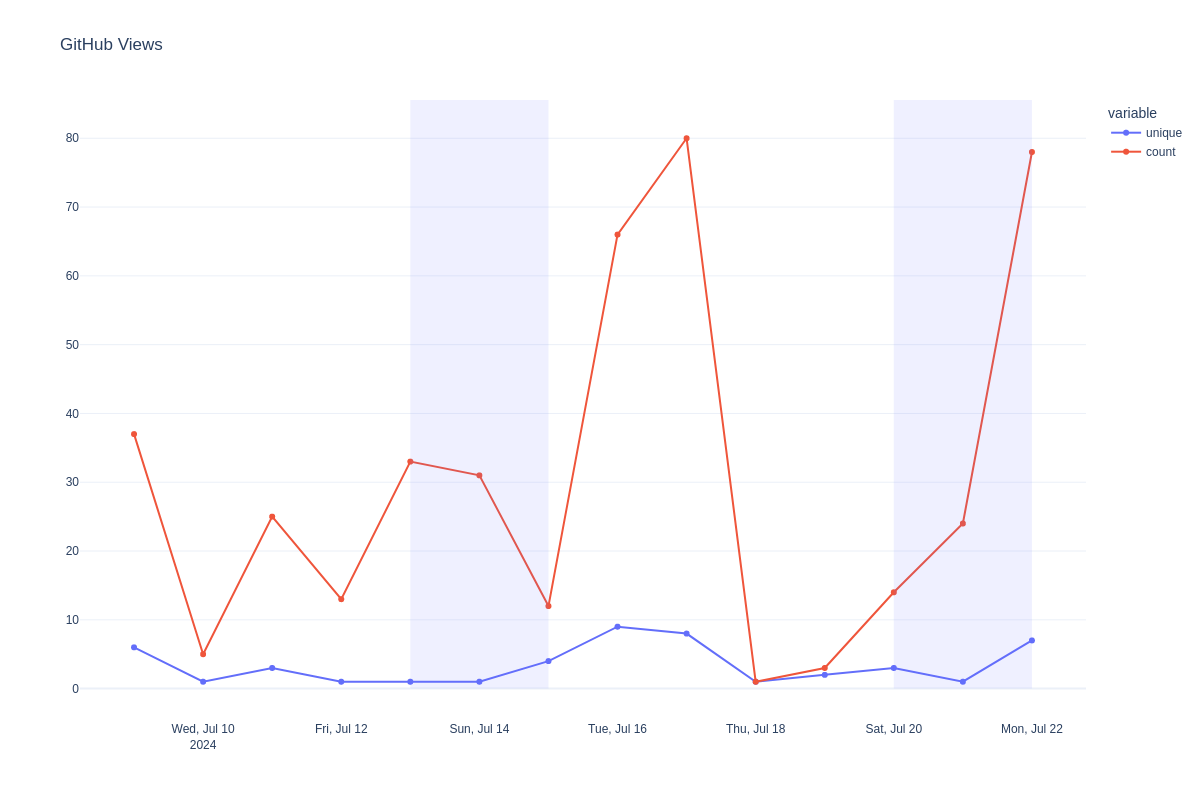 GitHub Views
variable
unique
count
80
70
60
50
40
30
20
10
0
Wed, Jul 10
2024
Fri, Jul 12
Sun, Jul 14
Tue, Jul 16
Thu, Jul 18
Sat, Jul 20
Mon, Jul 22